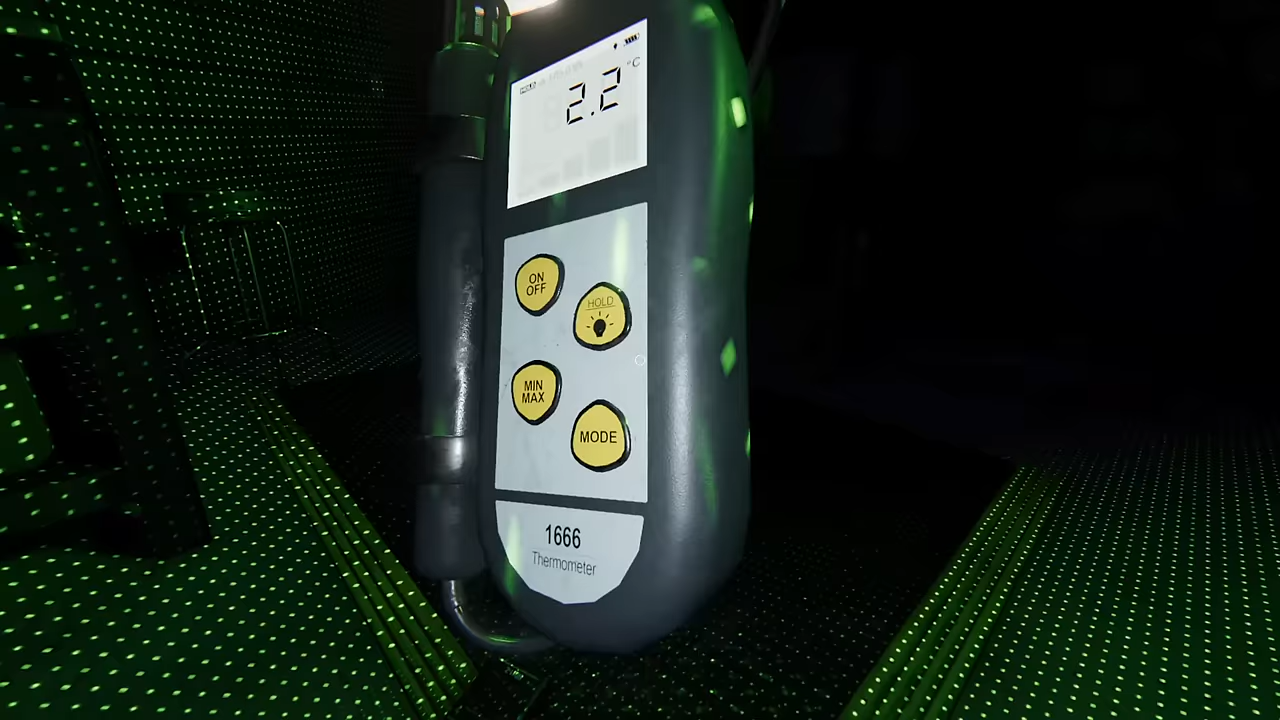 2.2 °C
ON
OFF
HOLD
MIN
MAX
MODE
1666
Thermometer